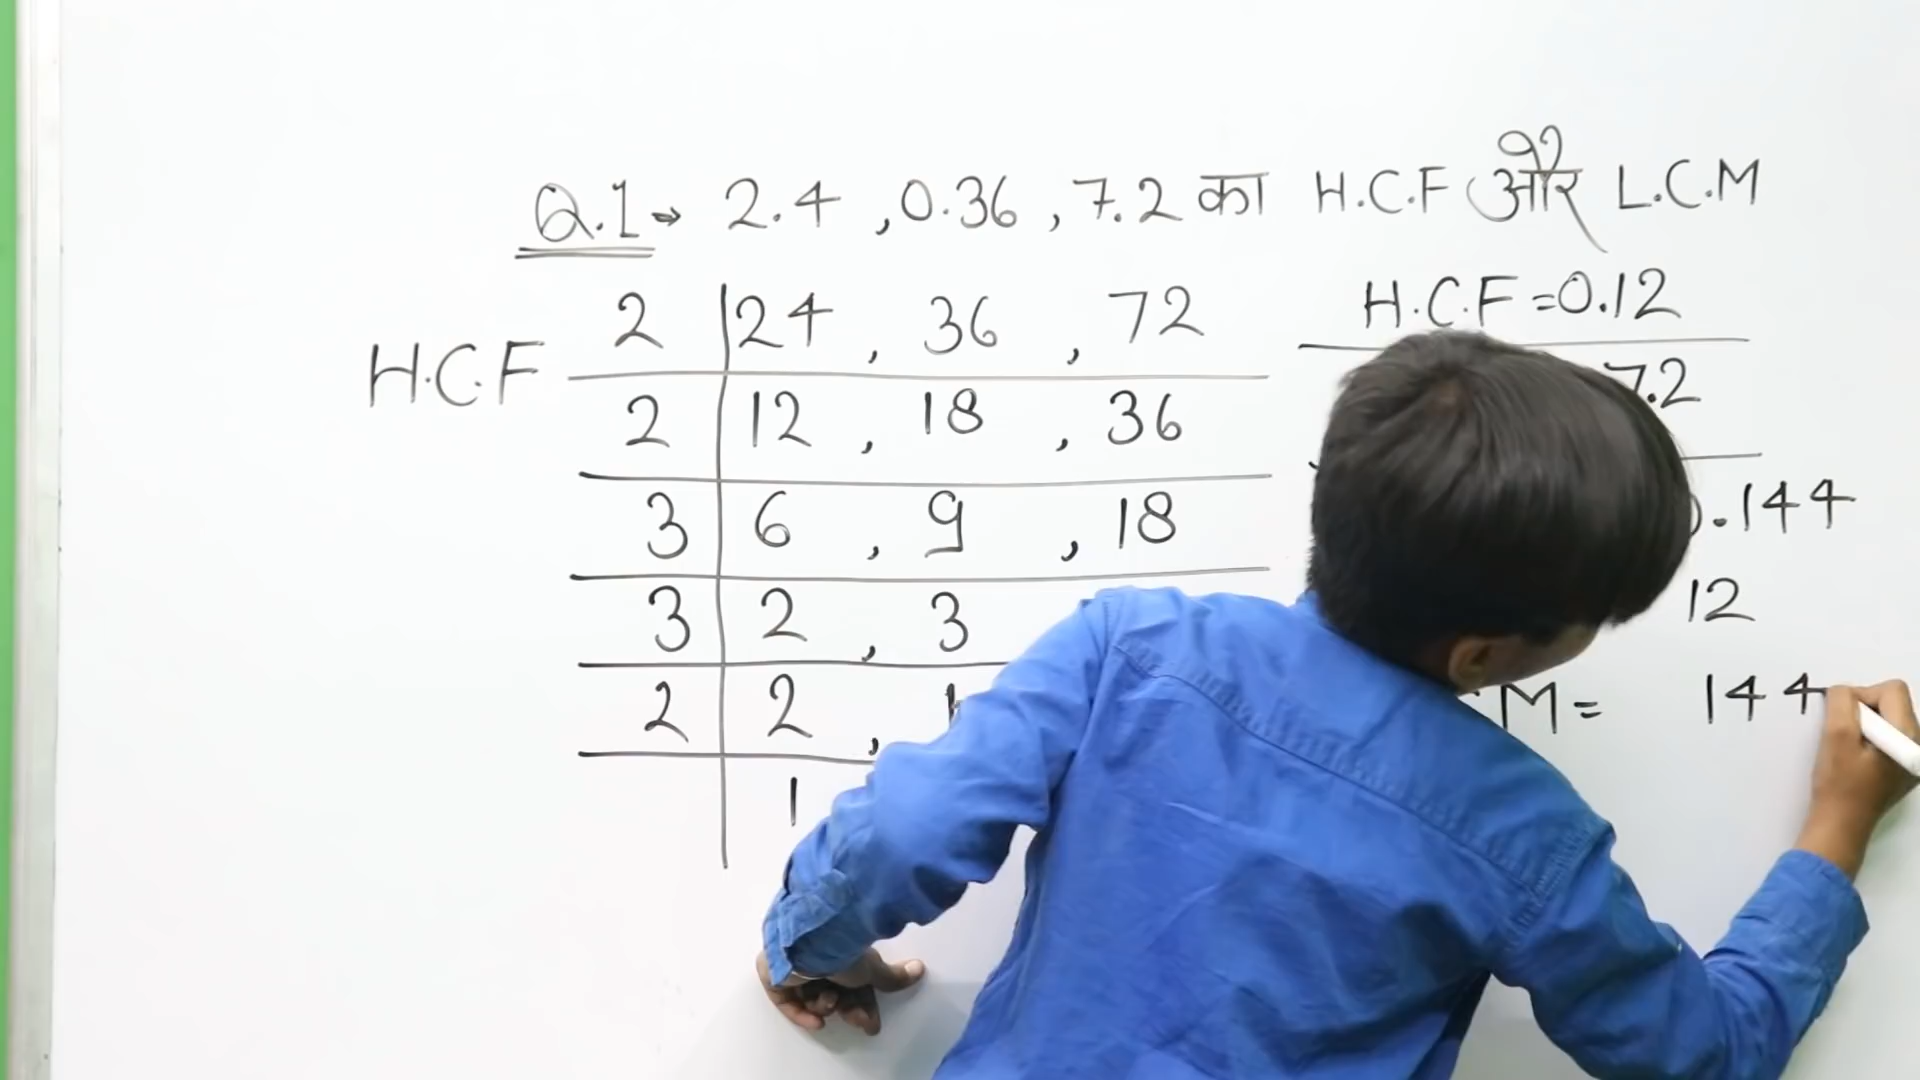 Q.1→ 2.4 , 0.36 , 7.2 का H.C.F और L.C.M
H.C.F
2 | 24 , 36 , 72
2 | 12 , 18 , 36
3 | 6 , 9 , 18
3 | 2 , 3
2 | 2 , 1
1
H.C.F =0.12
7.2
.144
12
M= 144